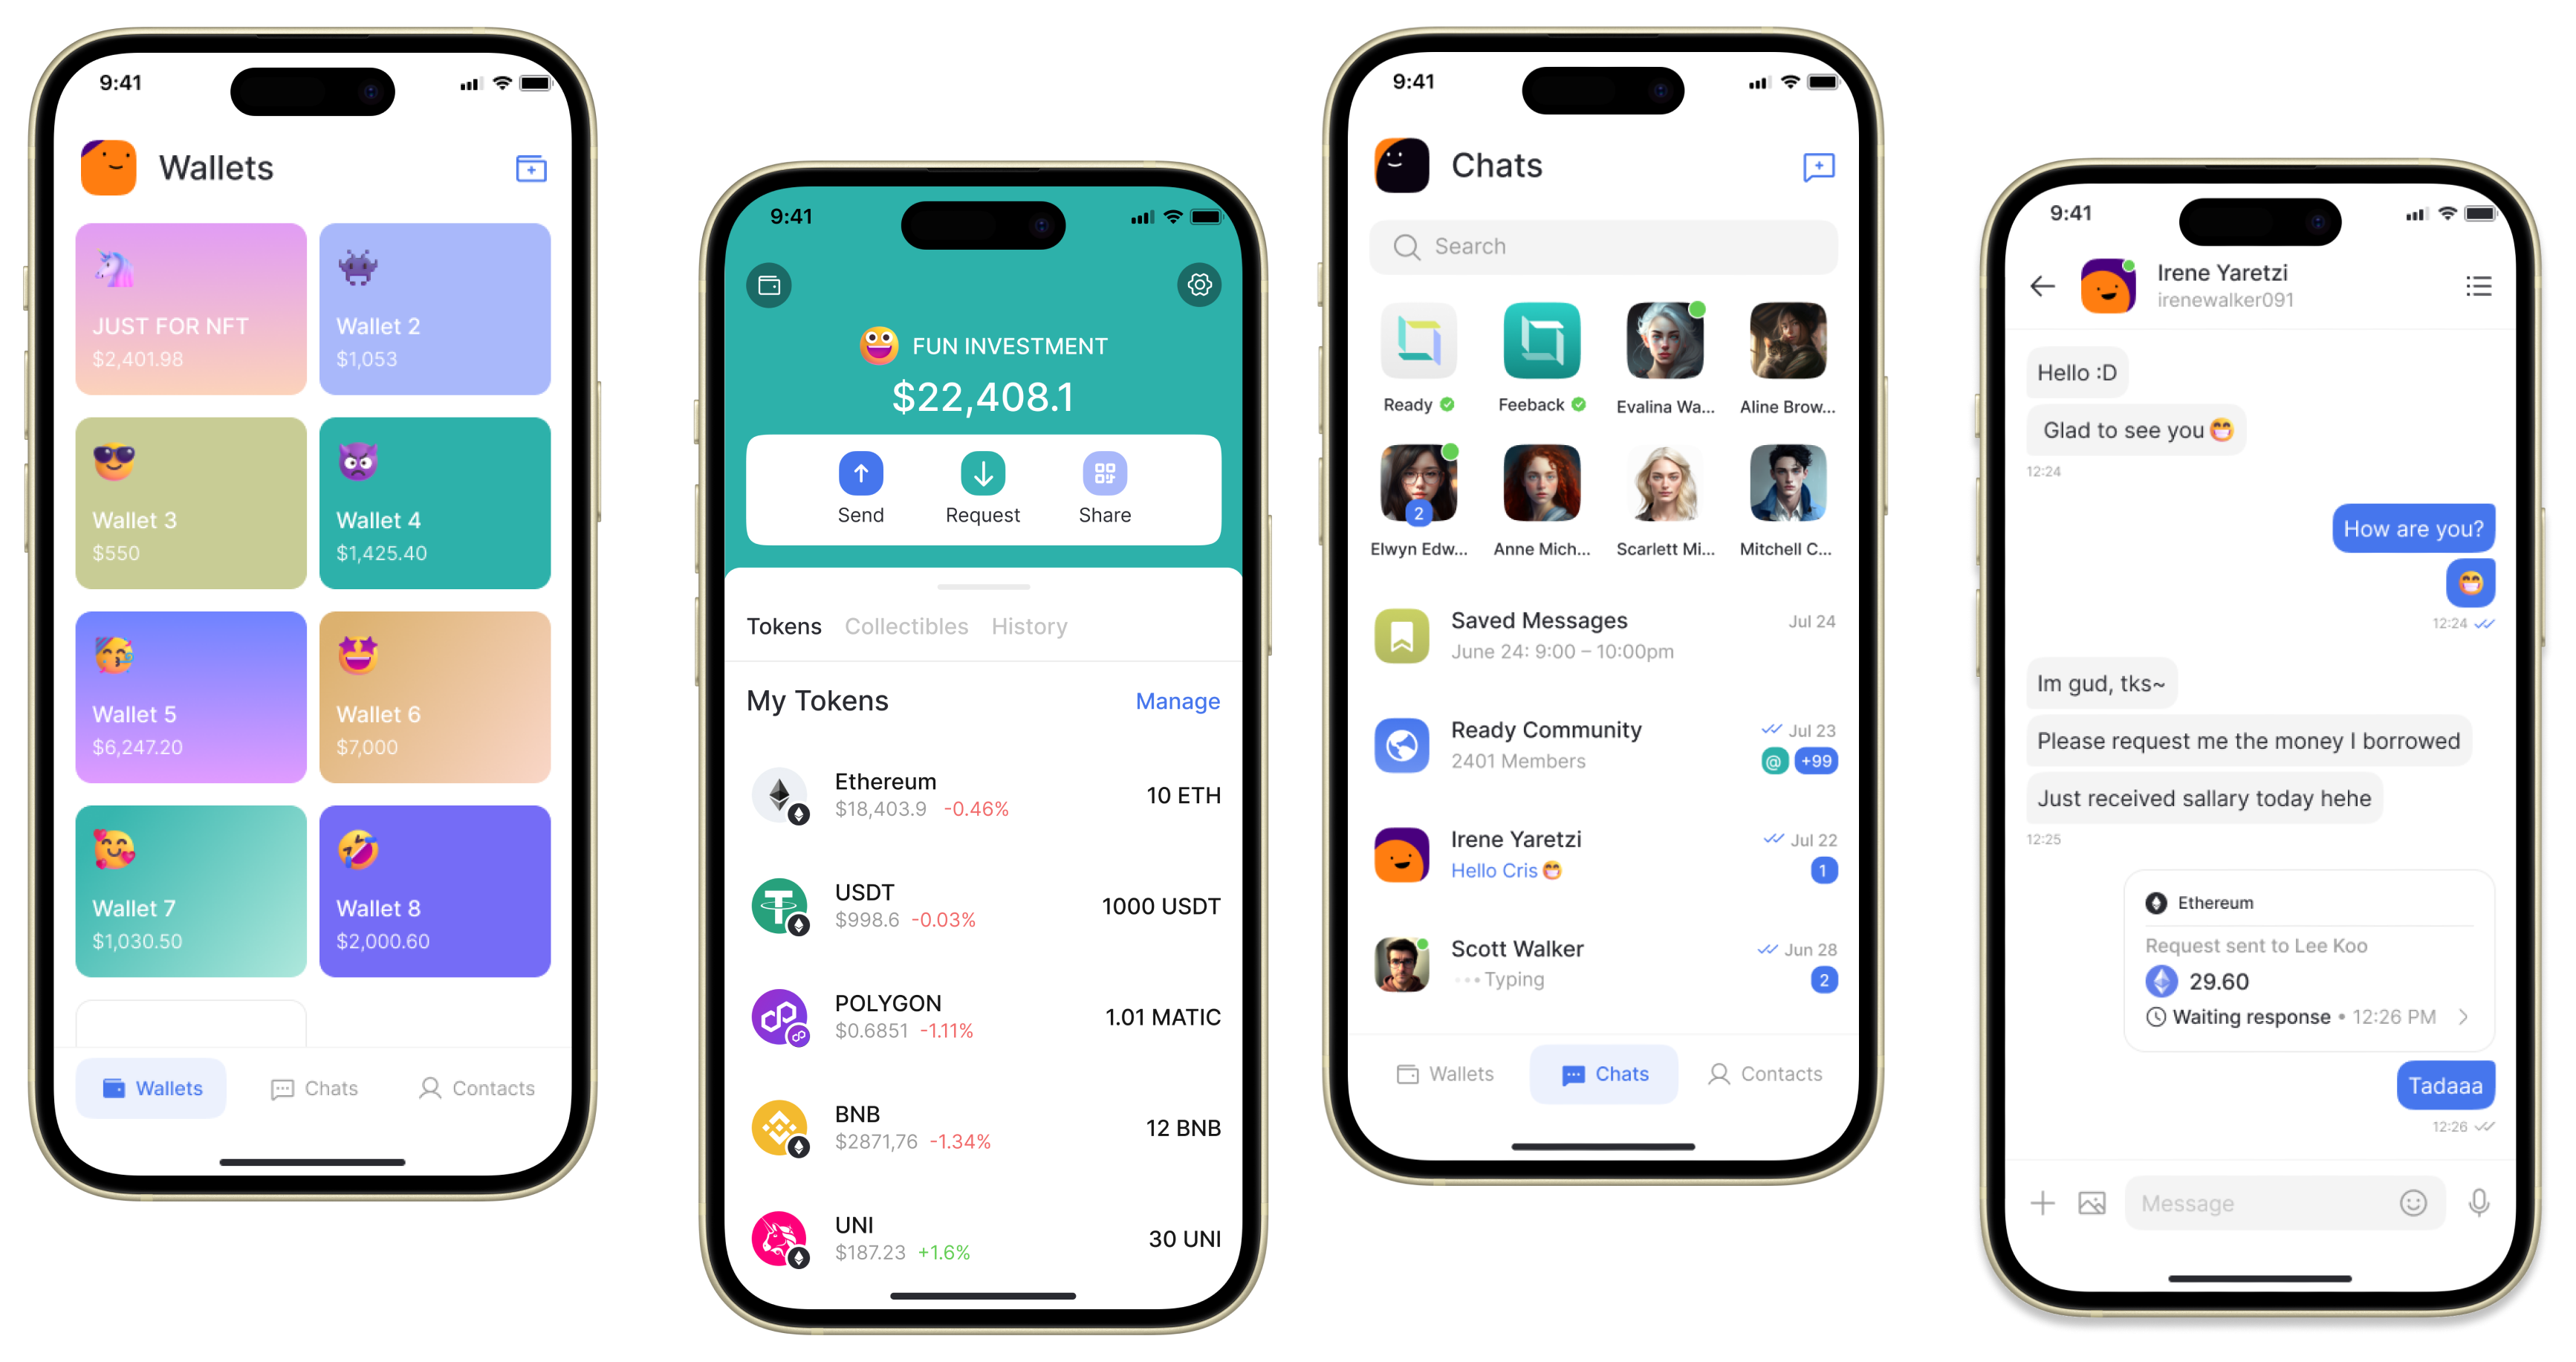 9:41
Wallets
JUST FOR NFT
$2,401.98
Wallet 2
$1,053
Wallet 3
$550
Wallet 4
$1,425.40
Wallet 5
$6,247.20
Wallet 6
$7,000
Wallet 7
$1,030.50
Wallet 8
$2,000.60
Wallets
Chats
Contacts
9:41
FUN INVESTMENT
$22,408.1
Send
Request
Share
Tokens
Collectibles
History
My Tokens
Manage
Ethereum
$18,403.9 -0.46%
10 ETH
USDT
$998.6 -0.03%
1000 USDT
POLYGON
$0.6851 -1.11%
1.01 MATIC
BNB
$2871,76 -1.34%
12 BNB
UNI
$187.23 +1.6%
30 UNI
9:41
Chats
Search
Ready
Feeback
Evalina Wa...
Aline Brow...
2
Elwyn Edw...
Anne Mich...
Scarlett Mi...
Mitchell C...
Saved Messages
Jul 24
June 24: 9:00 – 10:00pm
Ready Community
Jul 23
2401 Members
@ +99
Irene Yaretzi
Jul 22
Hello Cris😁
1
Scott Walker
Jun 28
Typing
2
Wallets
Chats
Contacts
9:41
Irene Yaretzi
irenewalker091
Hello :D
Glad to see you😁
12:24
How are you?
😁
12:24
Im gud, tks~
Please request me the money I borrowed
Just received sallary today hehe
12:25
Ethereum
Request sent to Lee Koo
29.60
Waiting response • 12:26 PM
Tadaaa
12:26
Message